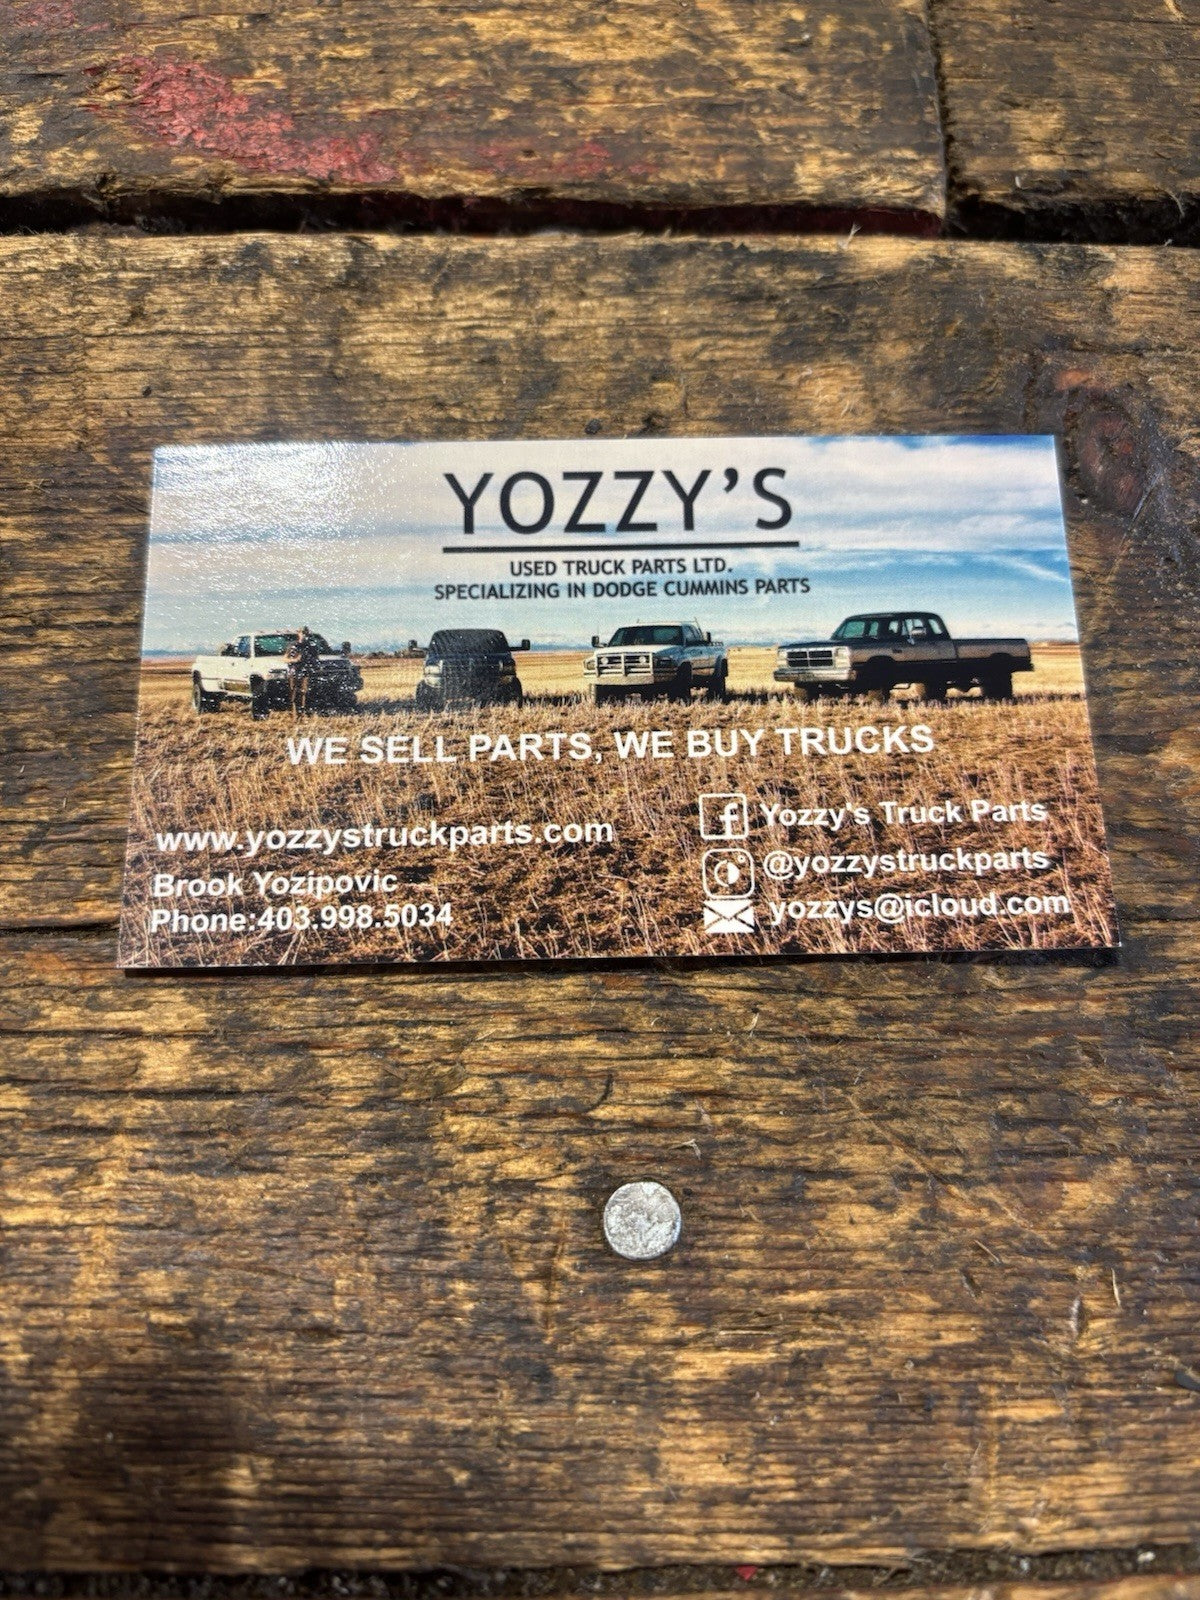 YOZZY'S
USED TRUCK PARTS LTD.
SPECIALIZING IN DODGE CUMMINS PARTS
WE SELL PARTS, WE BUY TRUCKS
www.yozzystruckparts.com
Brook Yozipovic
Phone:403.998.5034
Yozzy's Truck Parts
@yozzystruckparts
yozzys@icloud.com